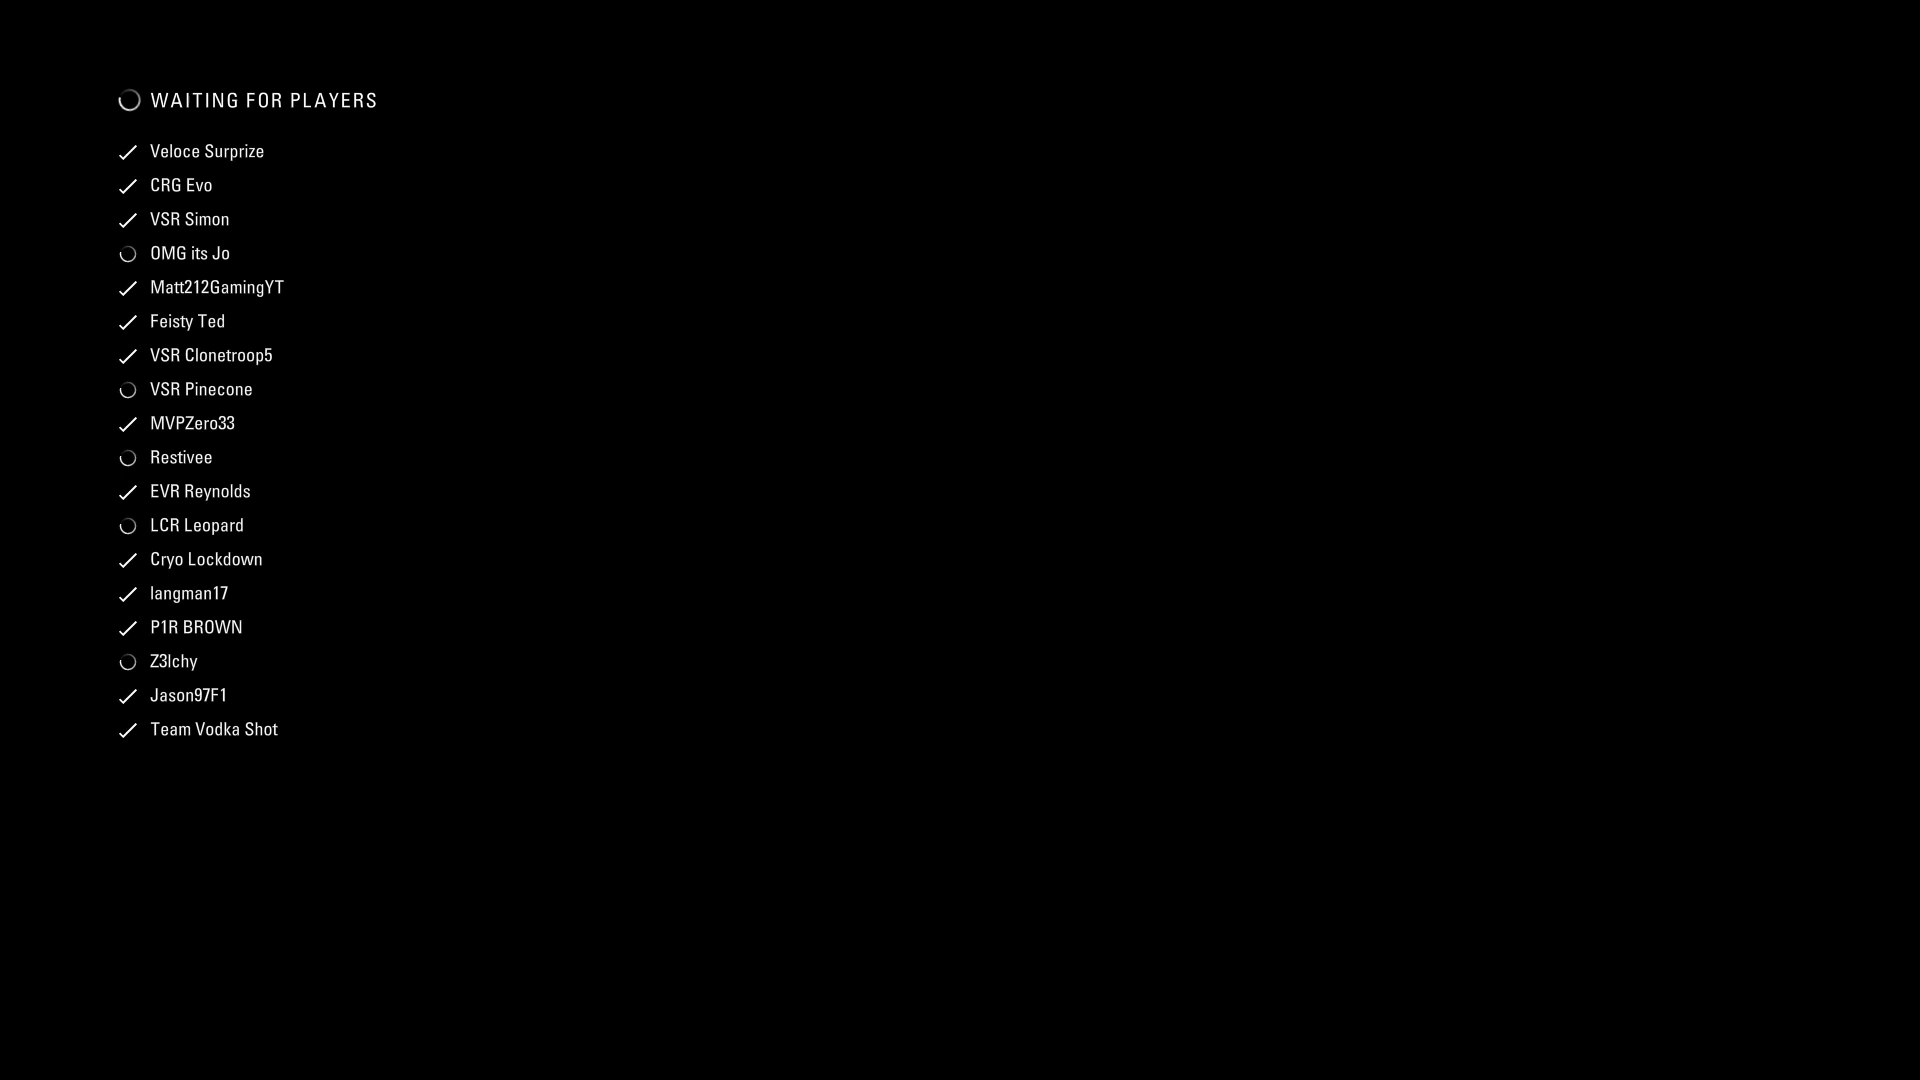 WAITING FOR PLAYERS
Veloce Surprize
CRG Evo
VSR Simon
OMG its Jo
Matt212GamingYT
Feisty Ted
VSR Clonetroop5
VSR Pinecone
MVPZero33
Restivee
EVR Reynolds
LCR Leopard
Cryo Lockdown
langman17
P1R BROWN
Z3lchy
Jason97F1
Team Vodka Shot